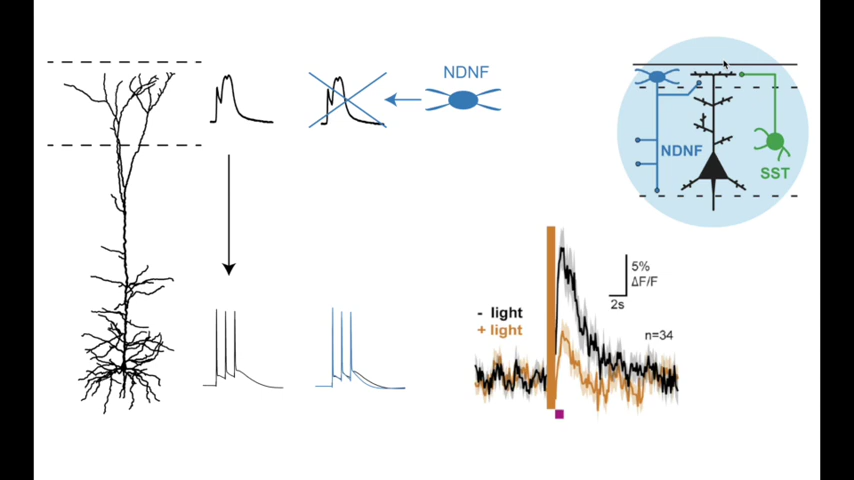 NDNF
NDNF
SST
5%
ΔF/F
2s
- light
+ light
n=34